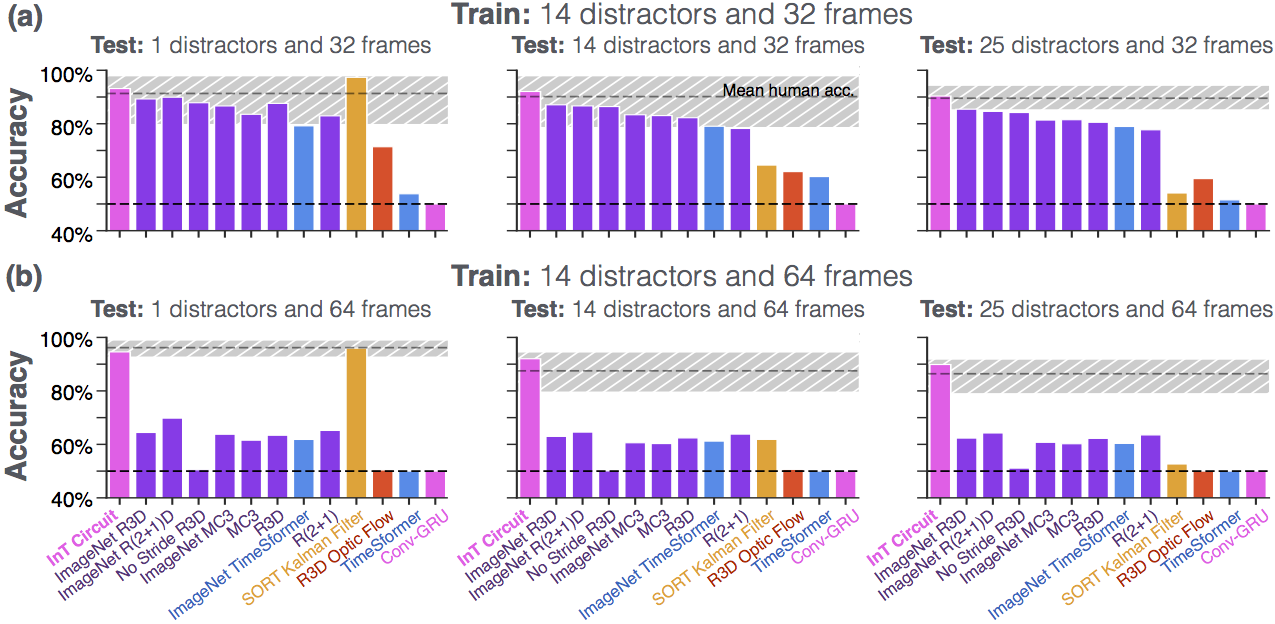 (a)
Train: 14 distractors and 32 frames
Test: 1 distractors and 32 frames
Test: 14 distractors and 32 frames
Test: 25 distractors and 32 frames
Accuracy
100%
80%
60%
40%
Mean human acc.
(b)
Train: 14 distractors and 64 frames
Test: 1 distractors and 64 frames
Test: 14 distractors and 64 frames
Test: 25 distractors and 64 frames
Accuracy
100%
80%
60%
40%
InT Circuit
ImageNet R3D
ImageNet R(2+1)D
No Stride R3D
ImageNet MC3
MC3
R3D
ImageNet TimeSformer
R(2+1)
SORT Kalman Filter
R3D Optic Flow
TimeSformer
Conv-GRU
InT Circuit
ImageNet R3D
ImageNet R(2+1)D
No Stride R3D
ImageNet MC3
MC3
R3D
ImageNet TimeSformer
R(2+1)
SORT Kalman Filter
R3D Optic Flow
TimeSformer
Conv-GRU
InT Circuit
ImageNet R3D
ImageNet R(2+1)D
No Stride R3D
ImageNet MC3
MC3
R3D
ImageNet TimeSformer
R(2+1)
SORT Kalman Filter
R3D Optic Flow
TimeSformer
Conv-GRU